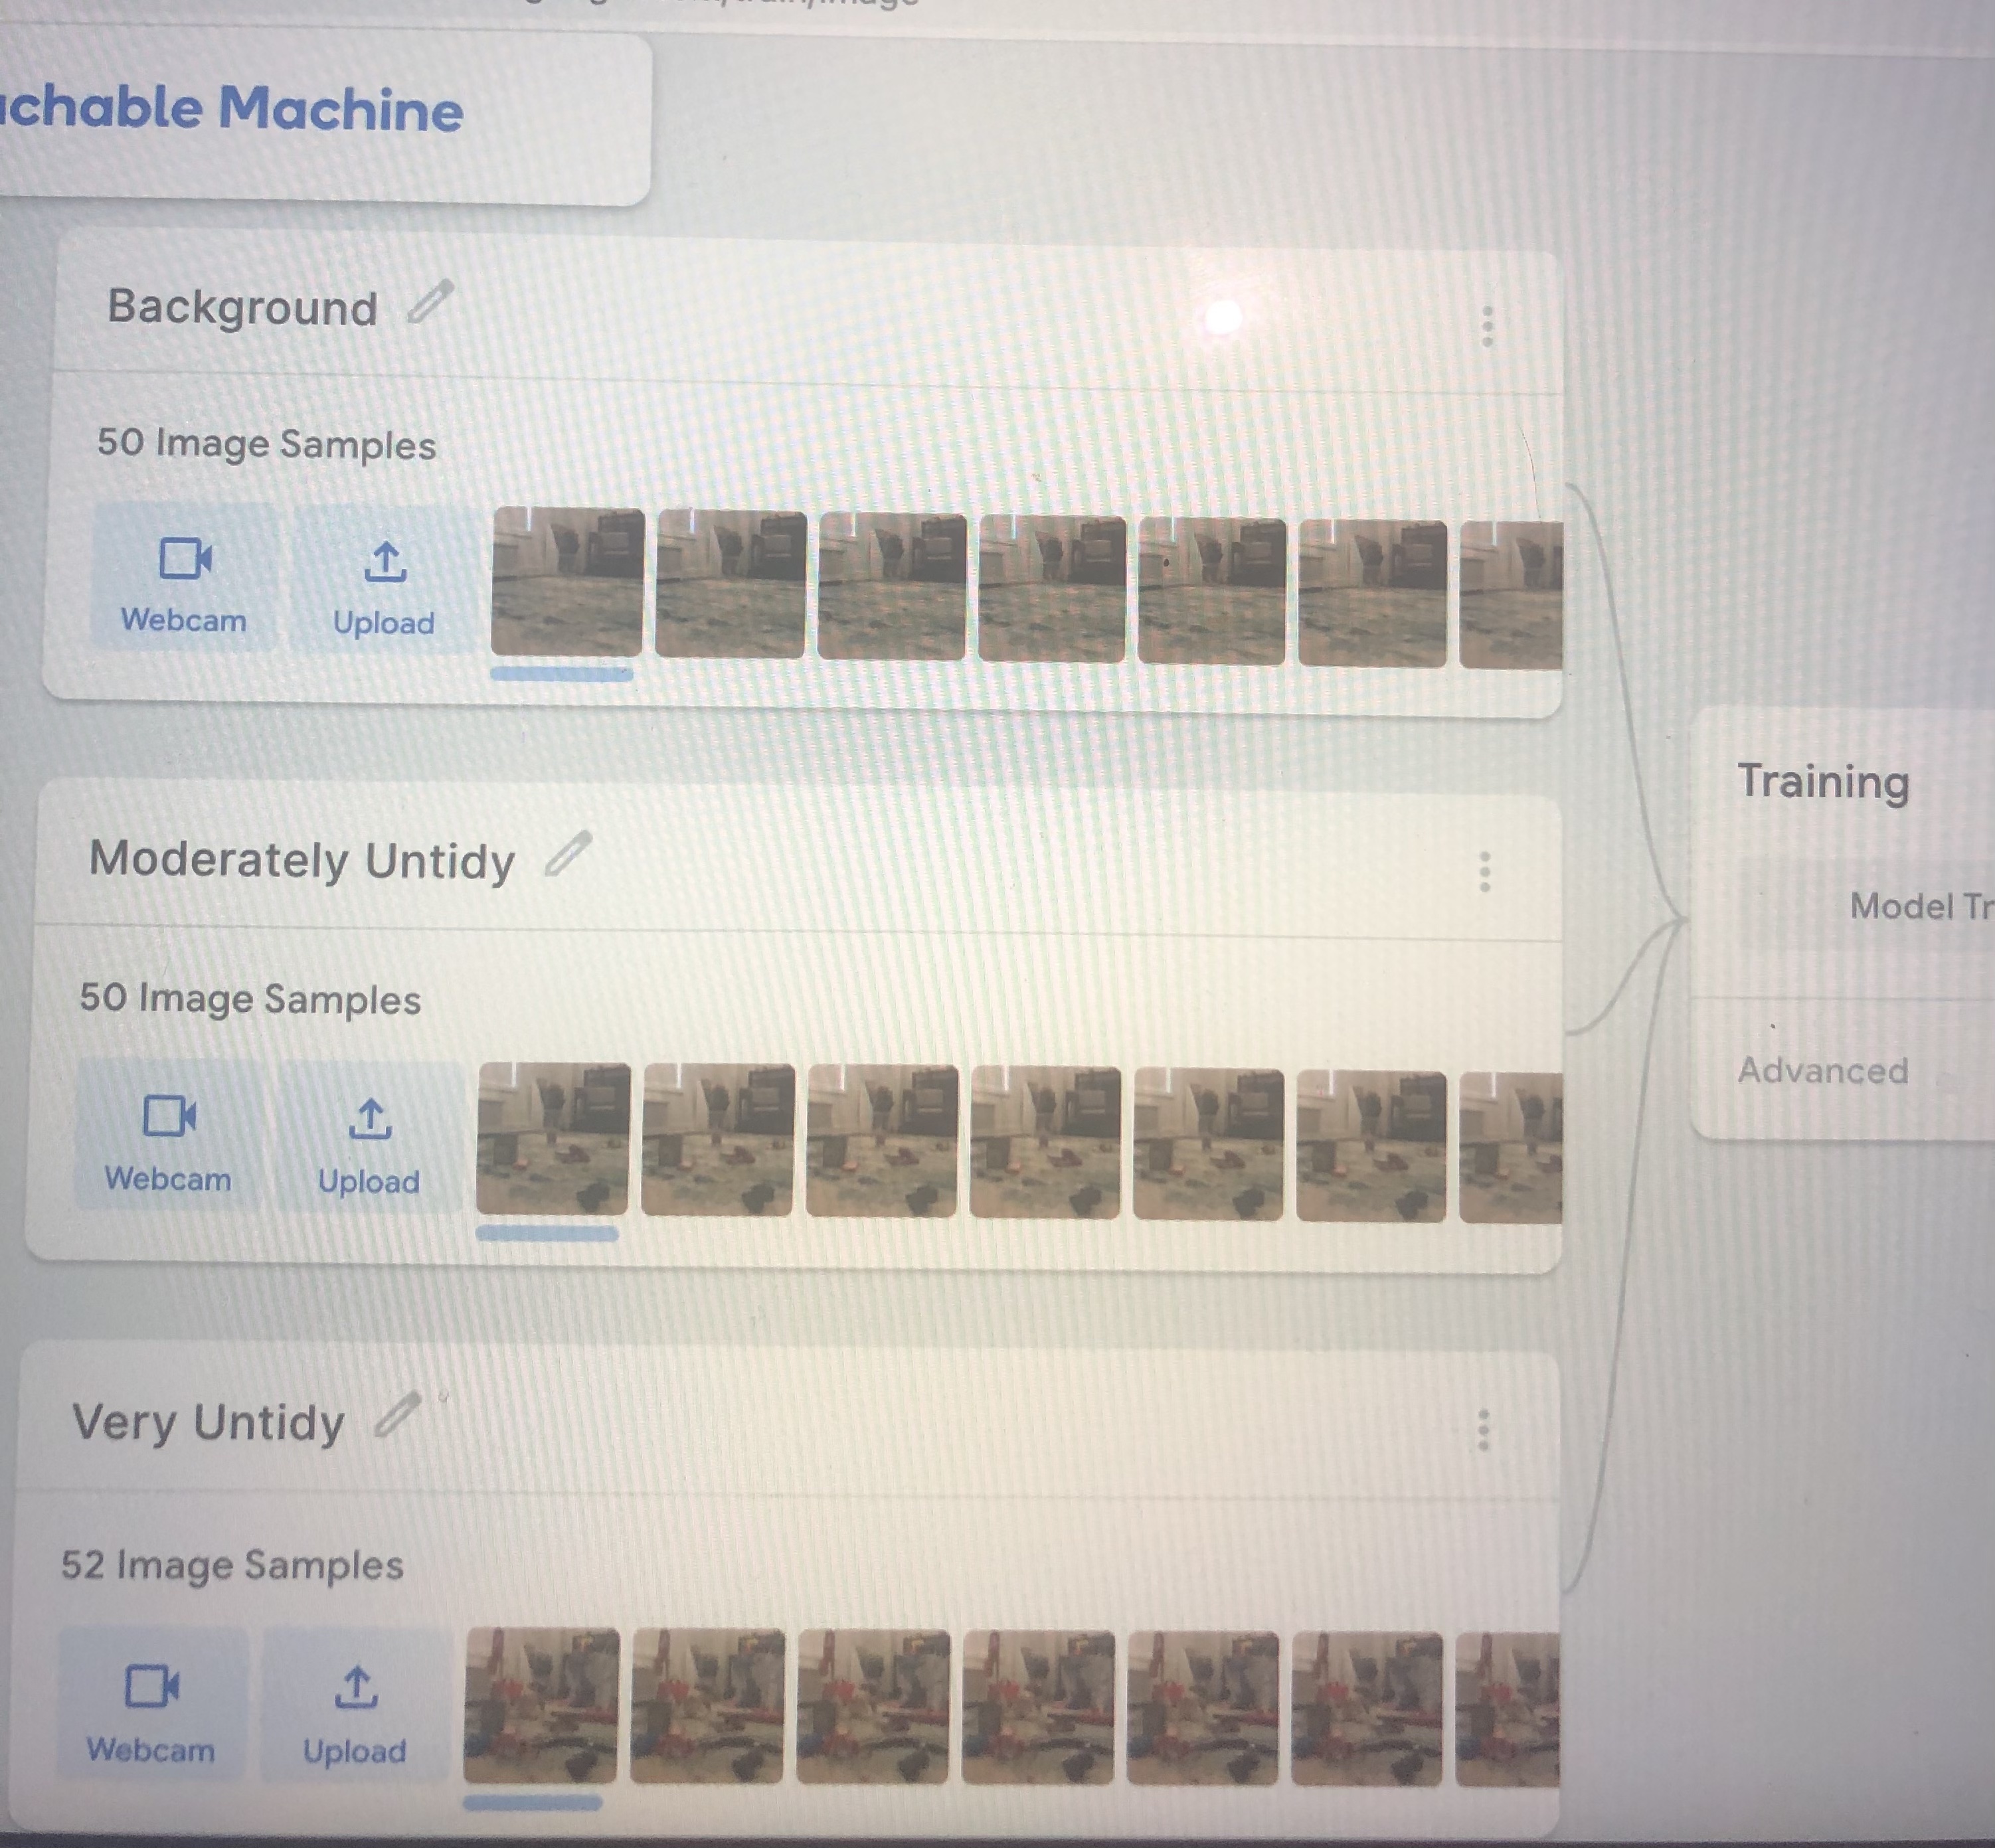 achable Machine
Background
50 Image Samples
Webcam
Upload
Moderately Untidy
50 Image Samples
Webcam
Upload
Training
Model Tr
Advanced
Very Untidy
52 Image Samples
Webcam
Upload